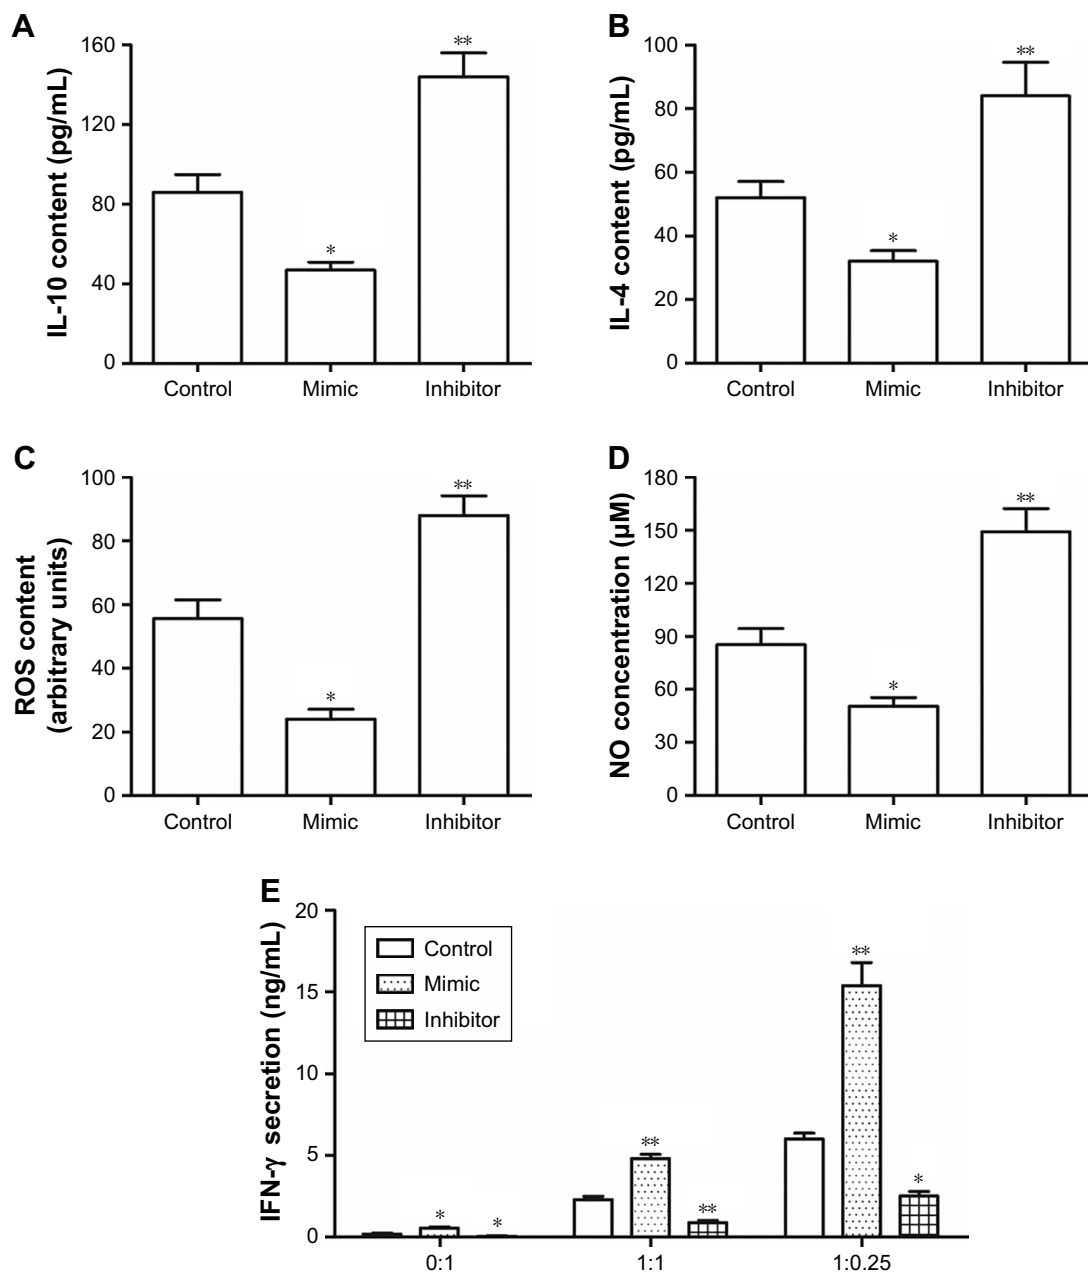 A
IL-10 content (pg/mL)
160
120
80
40
0
**
*
Control Mimic Inhibitor
B
IL-4 content (pg/mL)
100
80
60
40
20
0
**
*
Control Mimic Inhibitor
C
ROS content
(arbitrary units)
100
80
60
40
20
0
**
*
Control Mimic Inhibitor
D
NO concentration (µM)
180
150
120
90
60
30
0
**
*
Control Mimic Inhibitor
E
IFN-γ secretion (ng/mL)
20
15
10
5
0
Control
Mimic
Inhibitor
* *
** **
** *
0:1 1:1 1:0.25